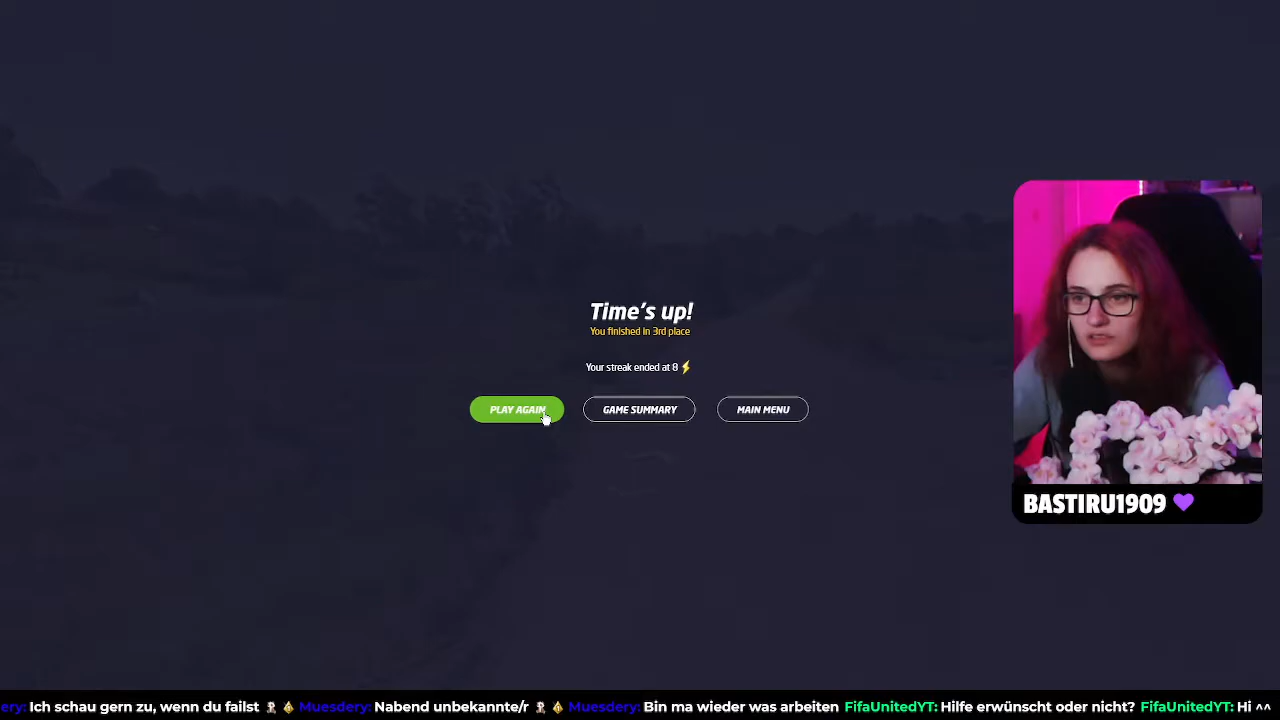 Time's up!
You finished in 3rd place
Your streak ended at 8
PLAY AGAIN
GAME SUMMARY
MAIN MENU
BASTIRU1909
ery: Ich schau gern zu, wenn du failst Muesdery: Nabend unbekannte/r Muesdery: Bin ma wieder was arbeiten FifaUnitedYT: Hilfe erwünscht oder nicht? FifaUnitedYT: Hi ^^